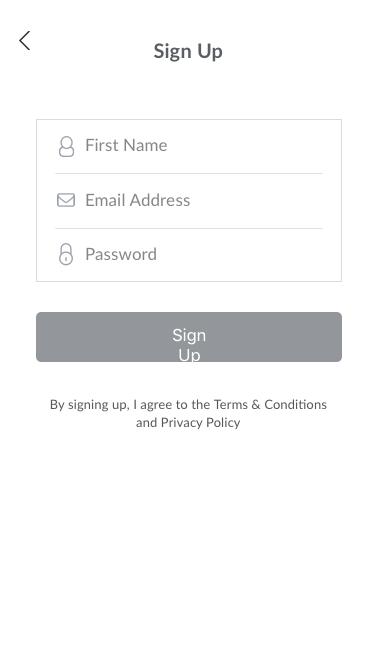 Sign Up
First Name
Email Address
Password
Sign
Up
By signing up, I agree to the Terms & Conditions
and Privacy Policy